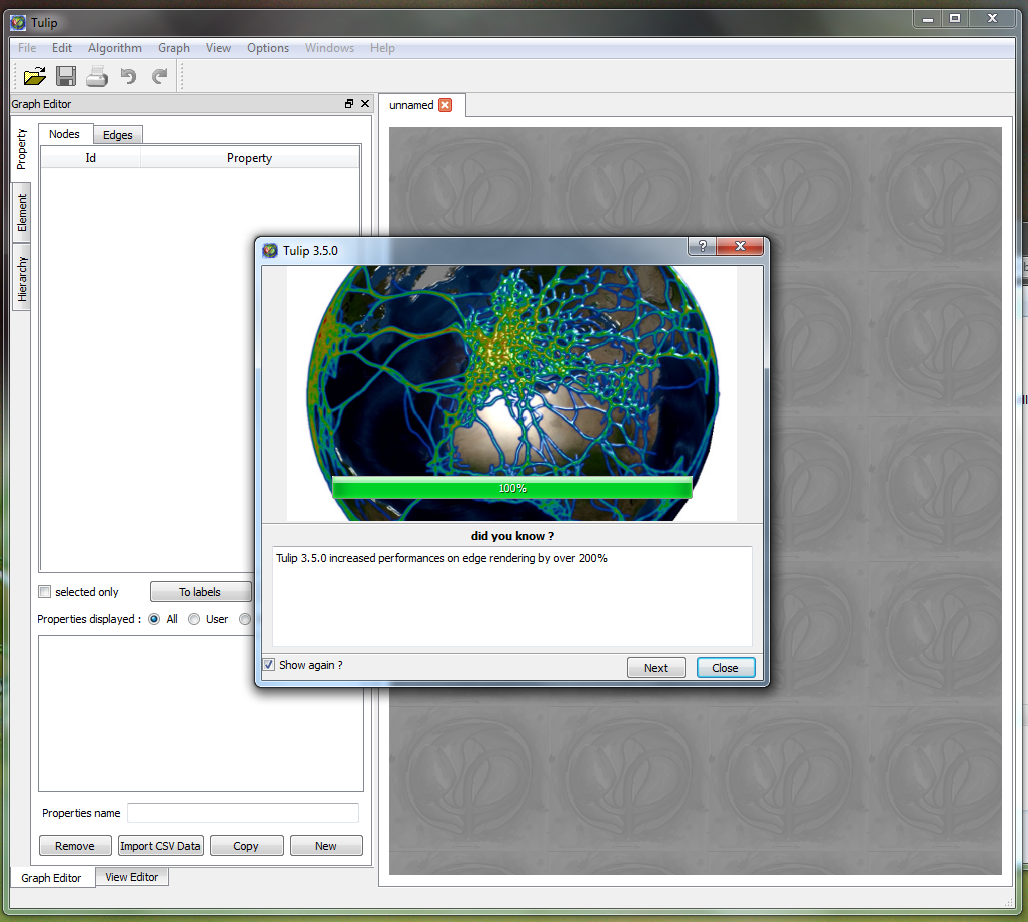 Tulip
File Edit Algorithm Graph View Options Windows Help
Graph Editor
unnamed
Property
Element
Hierarchy
Nodes Edges
Id Property
Tulip 3.5.0
?
100%
did you know ?
Tulip 3.5.0 increased performances on edge rendering by over 200%
Show again ?
Next Close
selected only To labels
Properties displayed : All User
Properties name
Remove Import CSV Data Copy New
Graph Editor View Editor